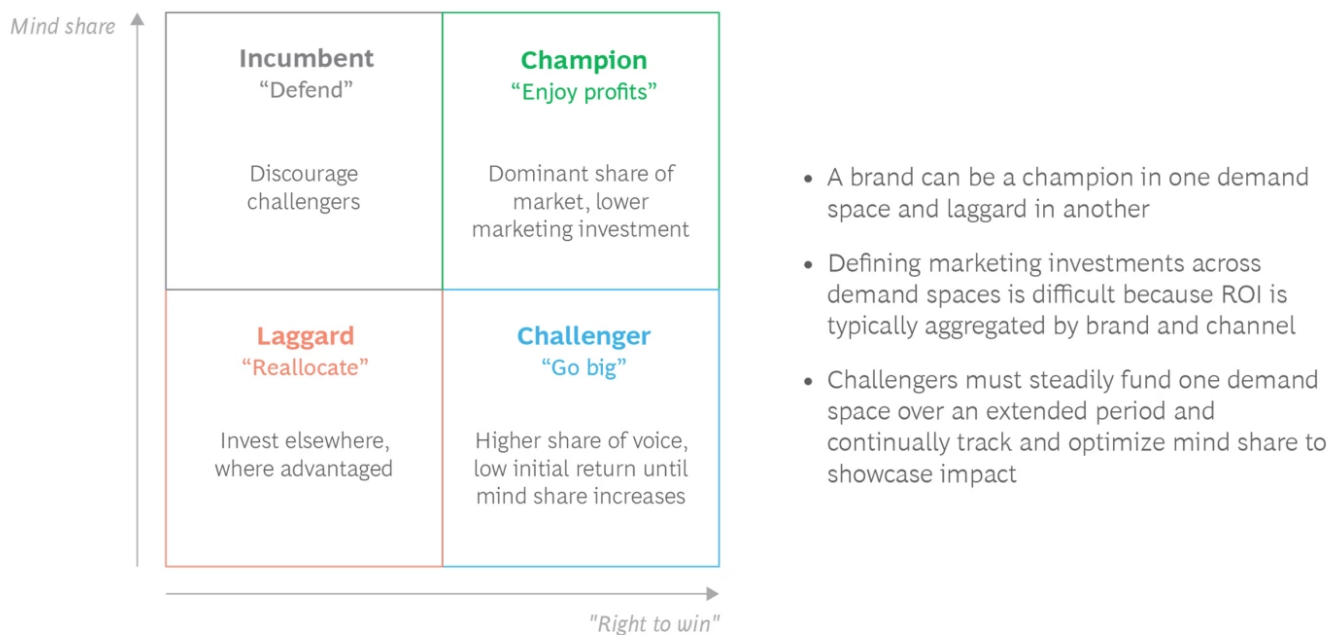 Mind share
Incumbent
“Defend”
Discourage
challengers
Champion
“Enjoy profits”
Dominant share of
market, lower
marketing investment
Laggard
“Reallocate”
Invest elsewhere,
where advantaged
Challenger
“Go big”
Higher share of voice,
low initial return until
mind share increases
"Right to win"
• A brand can be a champion in one demand
space and laggard in another
• Defining marketing investments across
demand spaces is difficult because ROI is
typically aggregated by brand and channel
• Challengers must steadily fund one demand
space over an extended period and
continually track and optimize mind share to
showcase impact